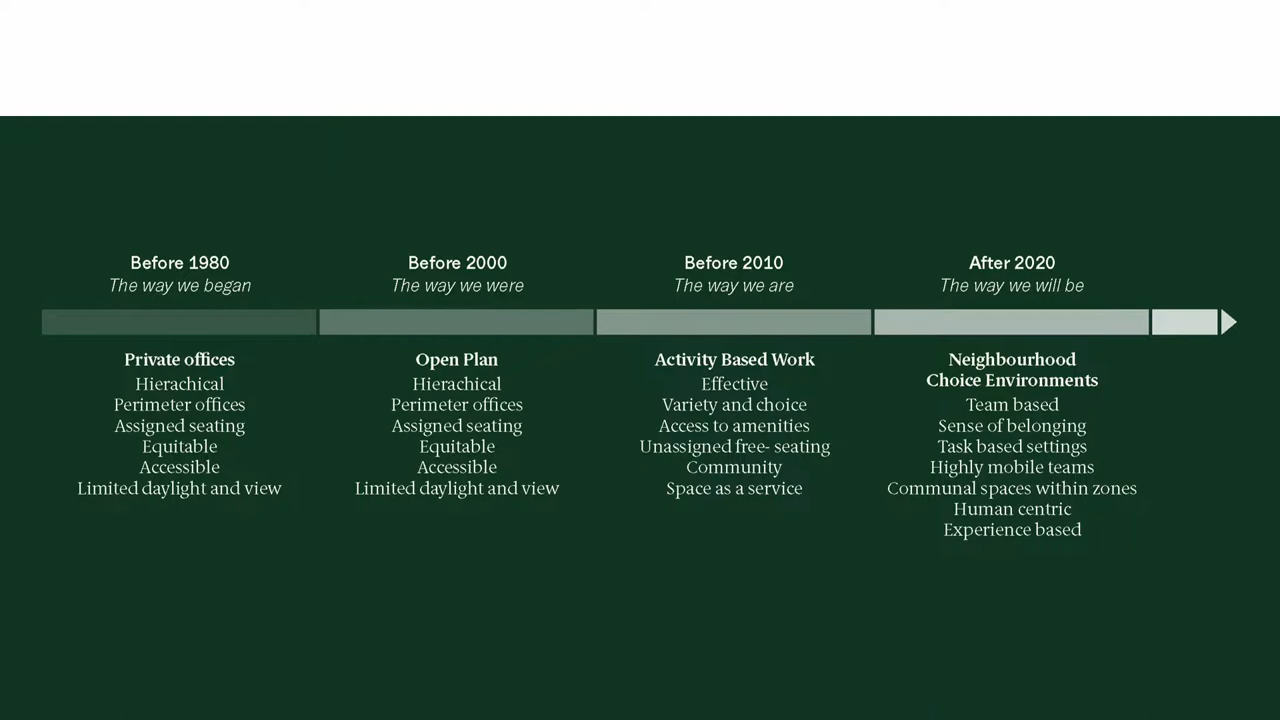 Before 1980
The way we began
Private offices
Hierachical
Perimeter offices
Assigned seating
Equitable
Accessible
Limited daylight and view
Before 2000
The way we were
Open Plan
Hierachical
Perimeter offices
Assigned seating
Equitable
Accessible
Limited daylight and view
Before 2010
The way we are
Activity Based Work
Effective
Variety and choice
Access to amenities
Unassigned free- seating
Community
Space as a service
After 2020
The way we will be
Neighbourhood
Choice Environments
Team based
Sense of belonging
Task based settings
Highly mobile teams
Communal spaces within zones
Human centric
Experience based